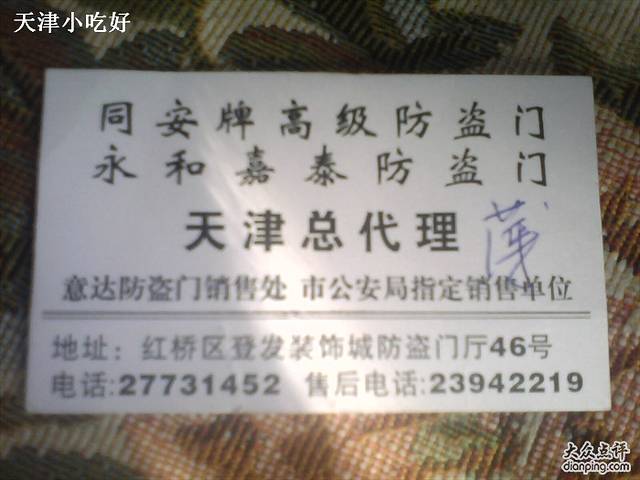 天津小吃好
同安牌高级防盗门
永和嘉泰防盗门
天津总代理
意达防盗门销售处 市公安局指定销售单位
地址：红桥区登发装饰城防盗门厅46号
电话:27731452 售后电话:23942219
大众点评
dianping.com